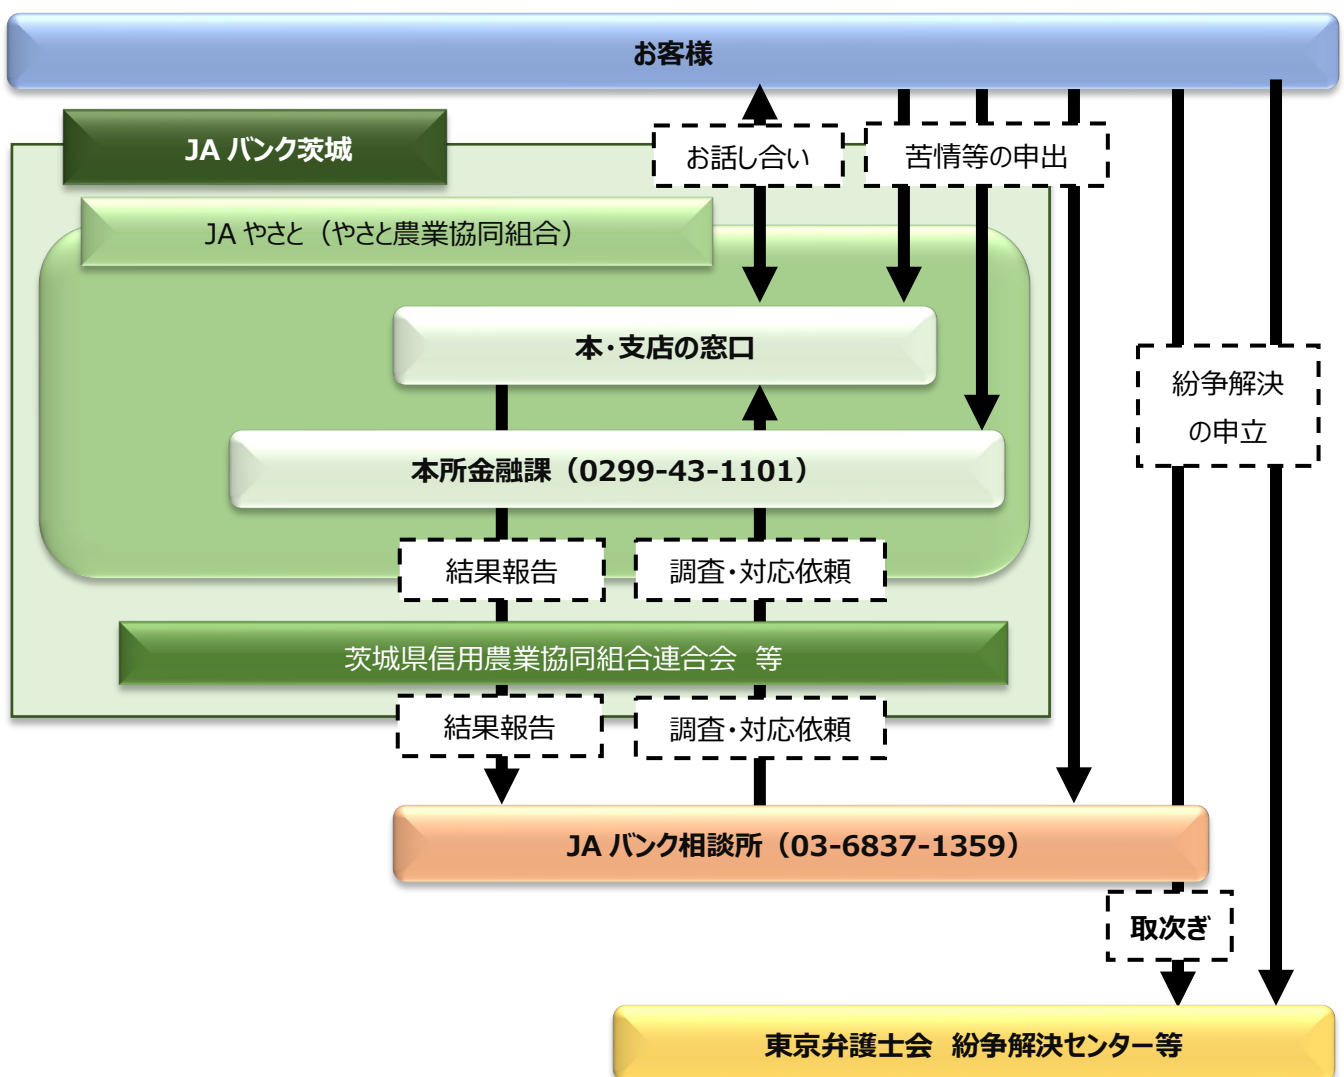 お客様
JA バンク茨城
お話し合い
苦情等の申出
JA やさと（やさと農業協同組合）
本・支店の窓口
紛争解決
の申立
本所金融課（0299-43-1101）
結果報告
調査・対応依頼
茨城県信用農業協同組合連合会 等
結果報告
調査・対応依頼
JA バンク相談所（03-6837-1359）
取次ぎ
東京弁護士会 紛争解決センター等